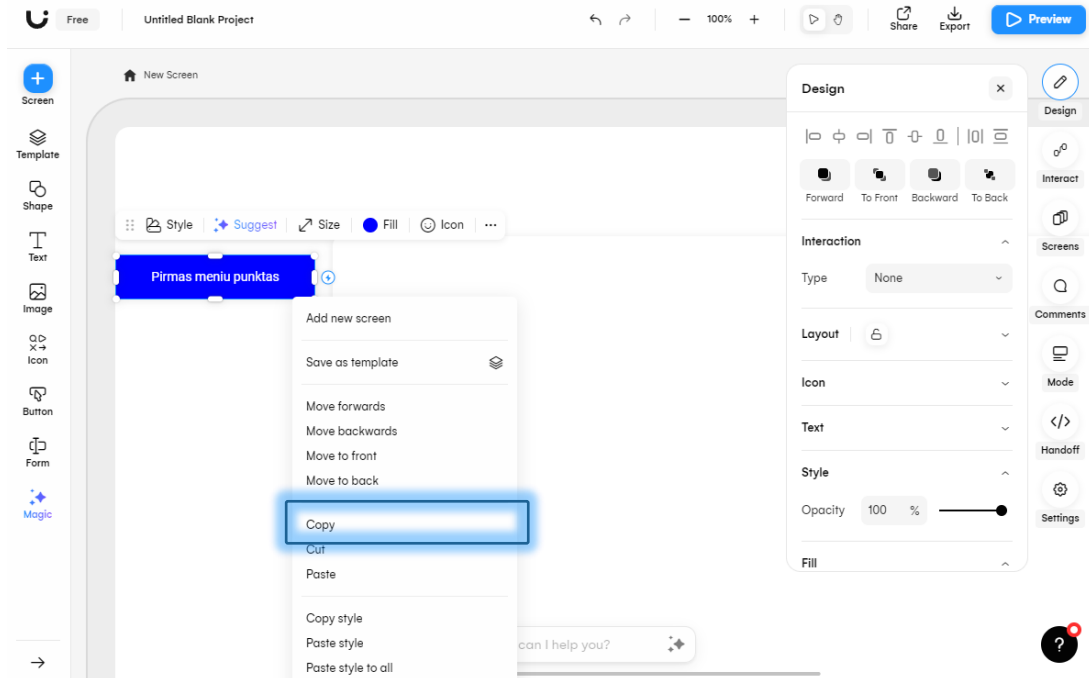 Free
Untitled Blank Project
100%
Share
Export
Preview
Screen
Template
Shape
Text
Image
Icon
Button
Form
Magic
New Screen
Style
Suggest
Size
Fill
Icon
Pirmas meniu punktas
Add new screen
Save as template
Move forwards
Move backwards
Move to front
Move to back
Copy
Cut
Paste
Copy style
Paste style
Paste style to all
can I help you?
Design
Forward
To Front
Backward
To Back
Interaction
Type
None
Layout
Icon
Text
Style
Opacity
100
%
Fill
Design
Interact
Screens
Comments
Mode
Handoff
Settings
?